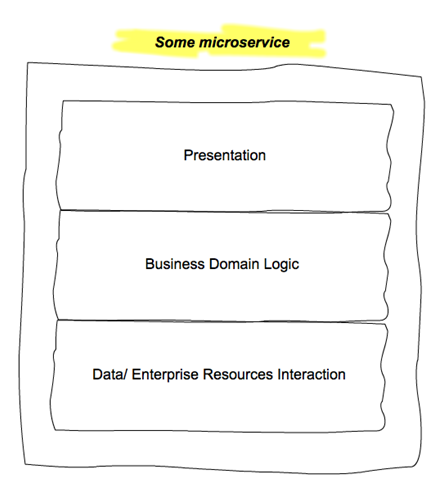 Some microservice
Presentation
Business Domain Logic
Data/ Enterprise Resources Interaction